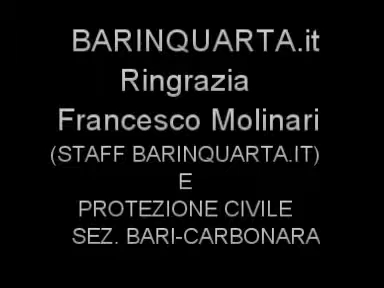 BARINQUARTA.it
Ringrazia
Francesco Molinari
(STAFF BARINQUARTA.IT)
E
PROTEZIONE CIVILE
SEZ. BARI-CARBONARA